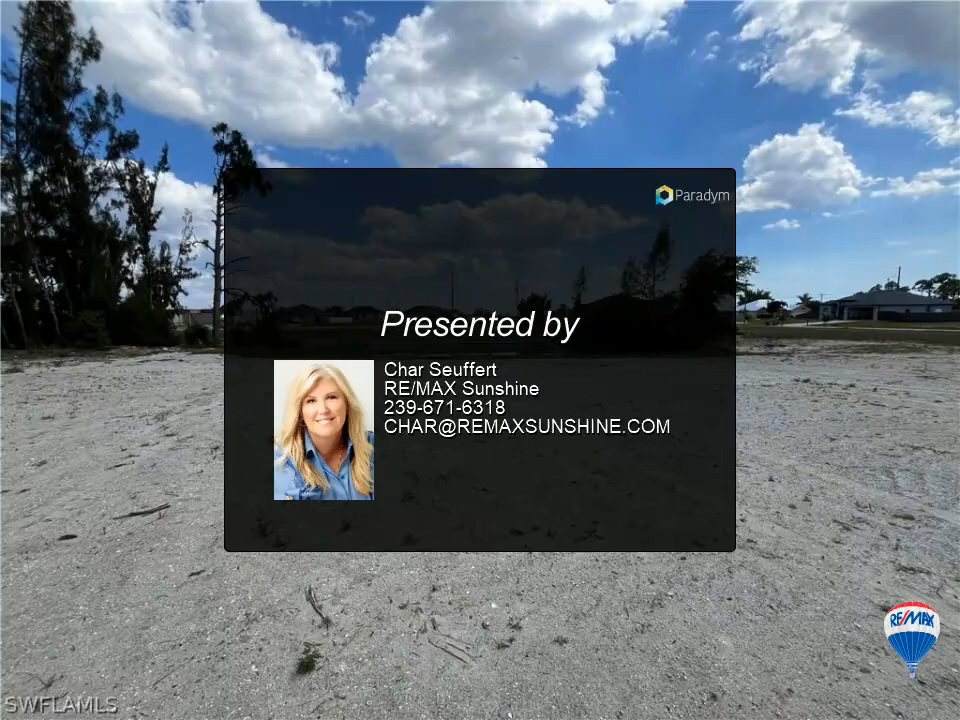 Paradym
Presented by
Char Seuffert
RE/MAX Sunshine
239-671-6318
CHAR@REMAXSUNSHINE.COM
RE/MAX
SWFLAMLS